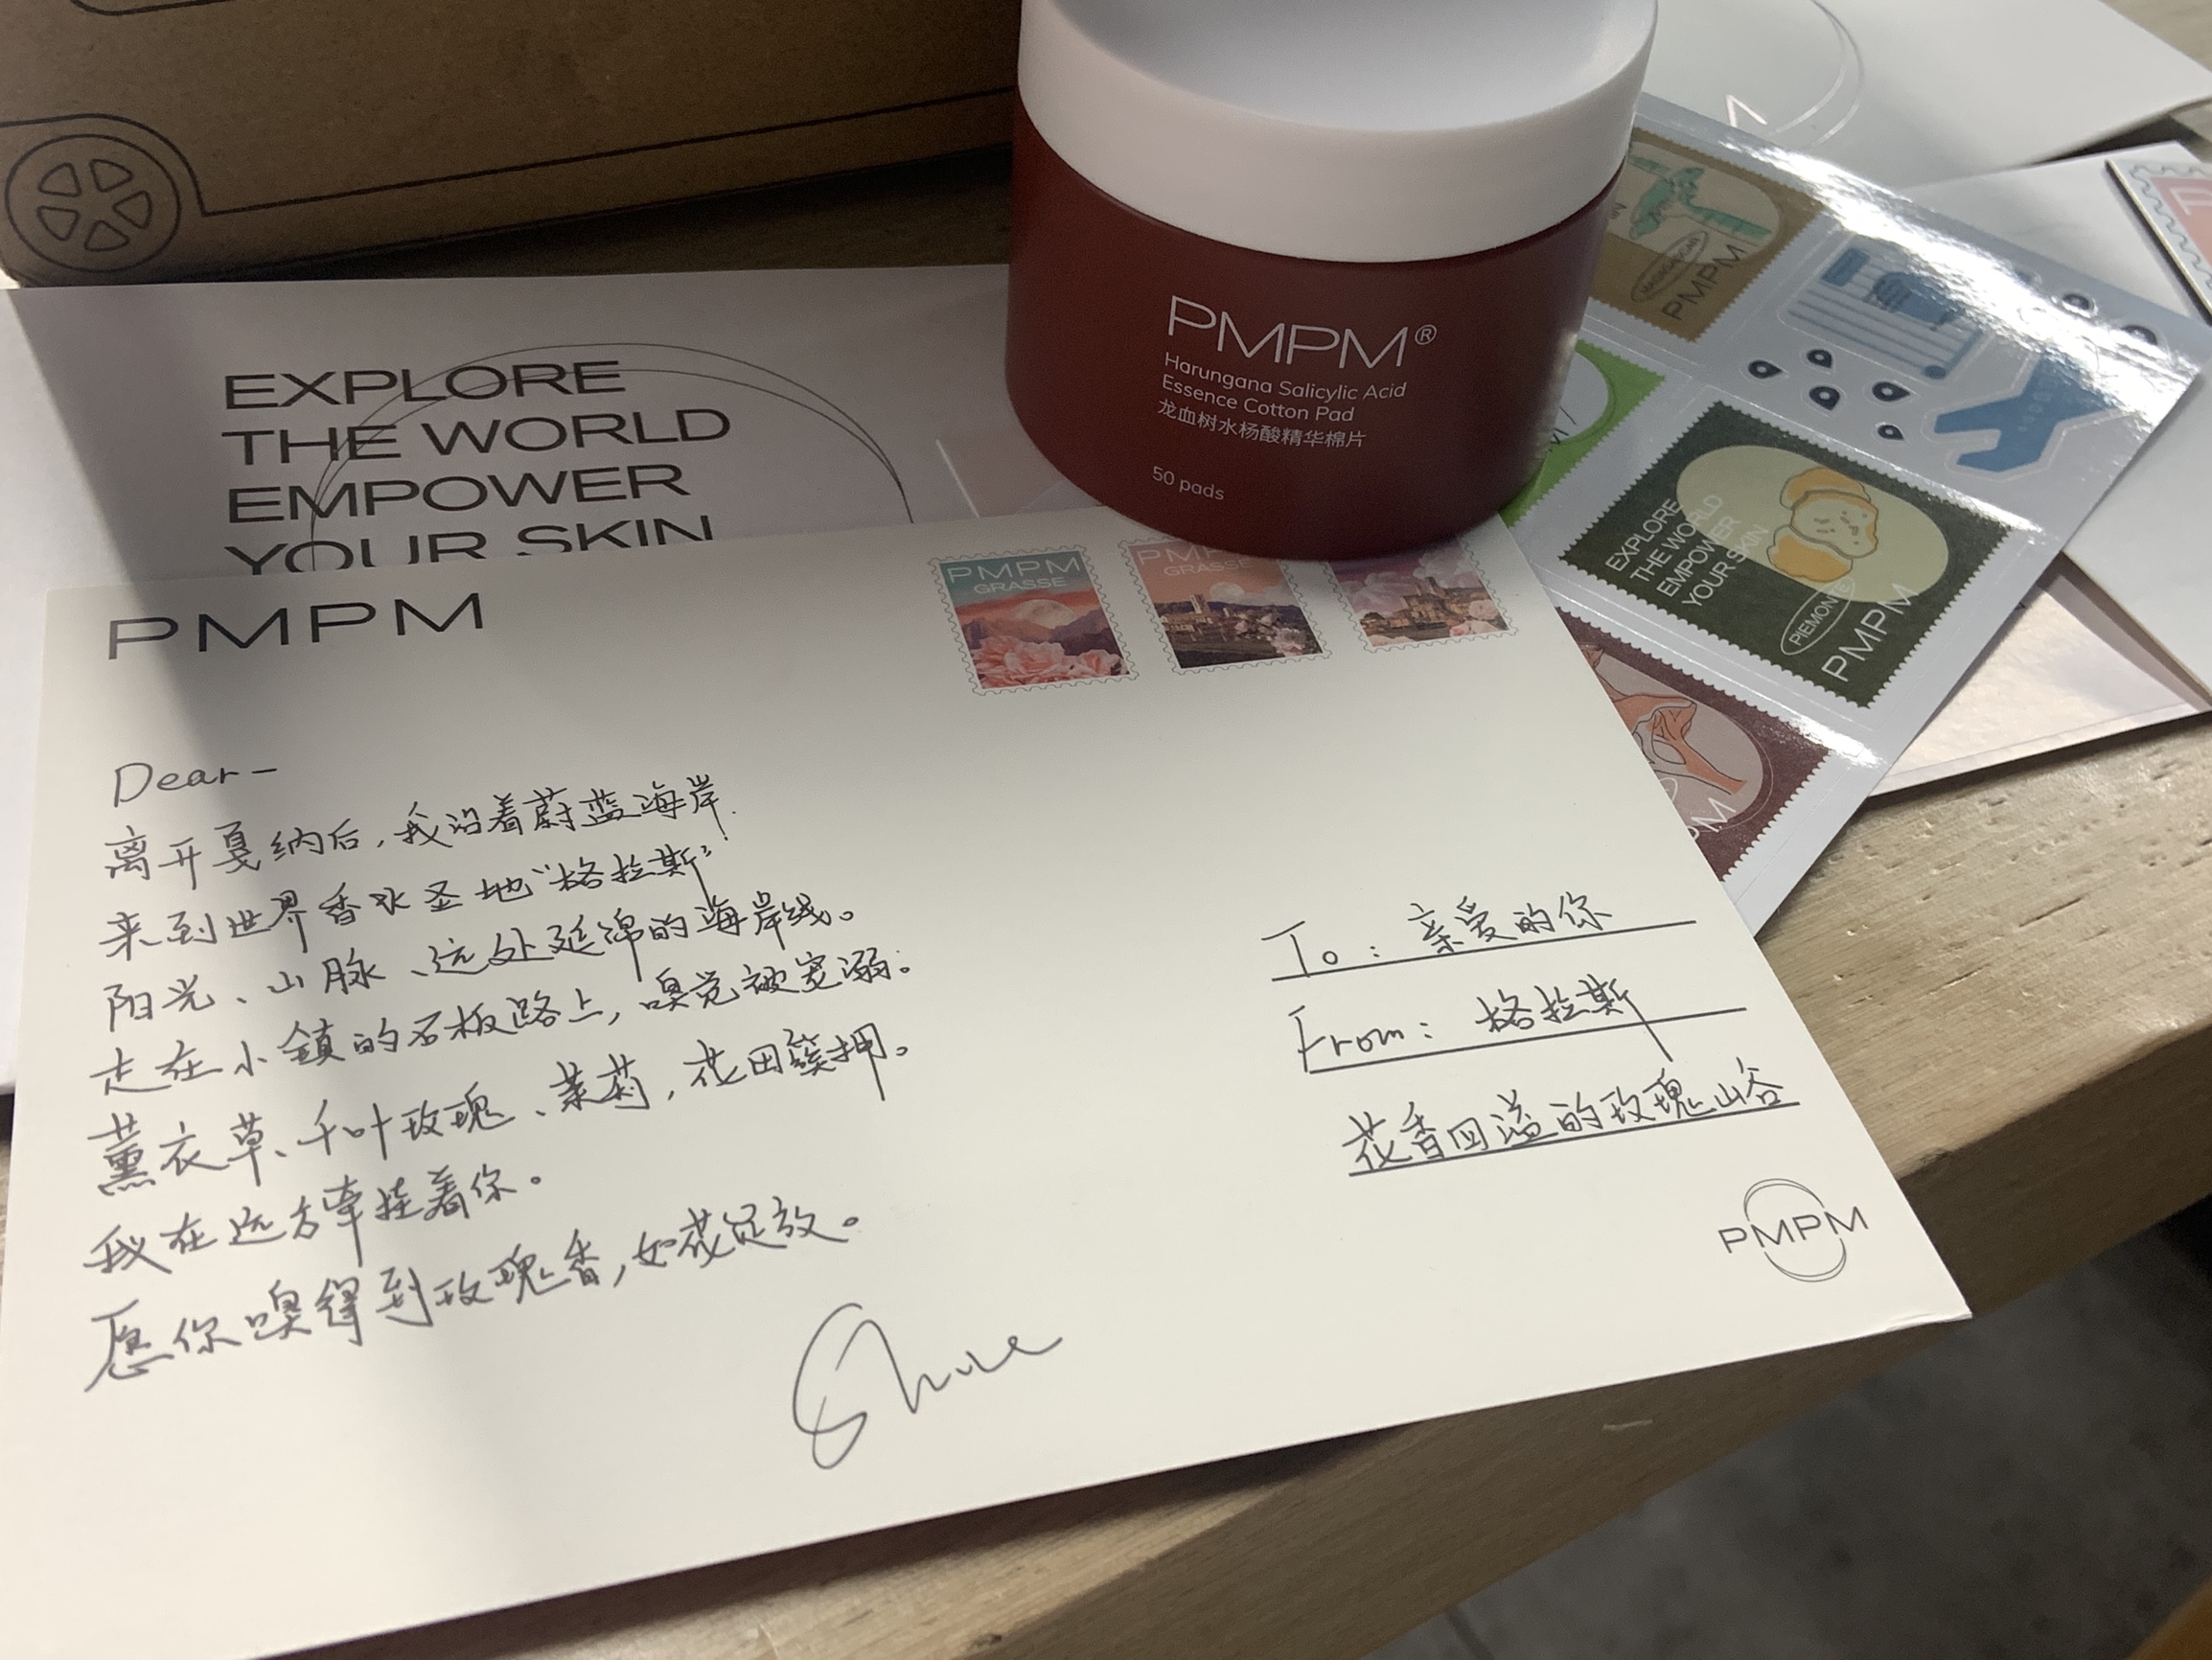 PMPM®
Harungana Salicylic Acid
Essence Cotton Pad
龙血树水杨酸精华棉片
50 pads
EXPLORE
THE WORLD
EMPOWER
YOUR SKIN
MADAGASCAR
PMPM
EXPLORE
THE WORLD
EMPOWER
YOUR SKIN
PIEMONTE
PMPM
PMPM
PMPM
GRASSE
GRASSE
Dear-
离开戛纳后,我沿着蔚蓝海岸.
来到世界香水圣地“格拉斯”
阳光、山脉、远处延绵的海岸线。
走在小鎮的石板路上,嗅觉被宠溺。
薰衣草、千叶玫瑰、茉莉,花田簇拥。
我在远方牵挂着你。
愿你嗅得到玫瑰香,如花绽放。
To: 亲爱的你
From: 格拉斯
花香四溢的玫瑰山谷
PMPM